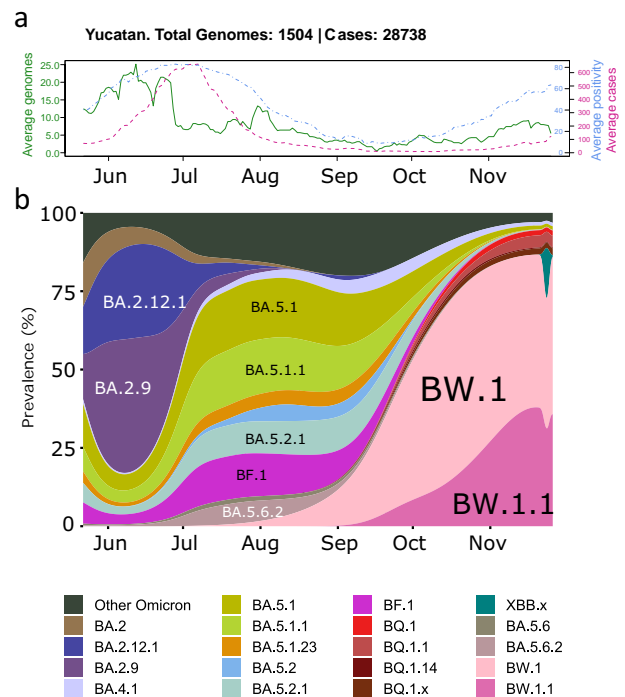 a
Yucatan. Total Genomes: 1504 | Cases: 28738
Average genomes
25.0
20.0
15.0
10.0
5.0
0.0
80
60
40
20
0
Average positivity
600
500
400
300
200
100
0
Average cases
Jun Jul Aug Sep Oct Nov
b
Prevalence (%)
100
75
50
25
0
BA.2.12.1
BA.2.9
BA.5.1
BA.5.1.1
BA.5.2.1
BF.1
BA.5.6.2
BW.1
BW.1.1
Jun Jul Aug Sep Oct Nov
Other Omicron
BA.2
BA.2.12.1
BA.2.9
BA.4.1
BA.5.1
BA.5.1.1
BA.5.1.23
BA.5.2
BA.5.2.1
BF.1
BQ.1
BQ.1.1
BQ.1.14
BQ.1.x
XBB.x
BA.5.6
BA.5.6.2
BW.1
BW.1.1